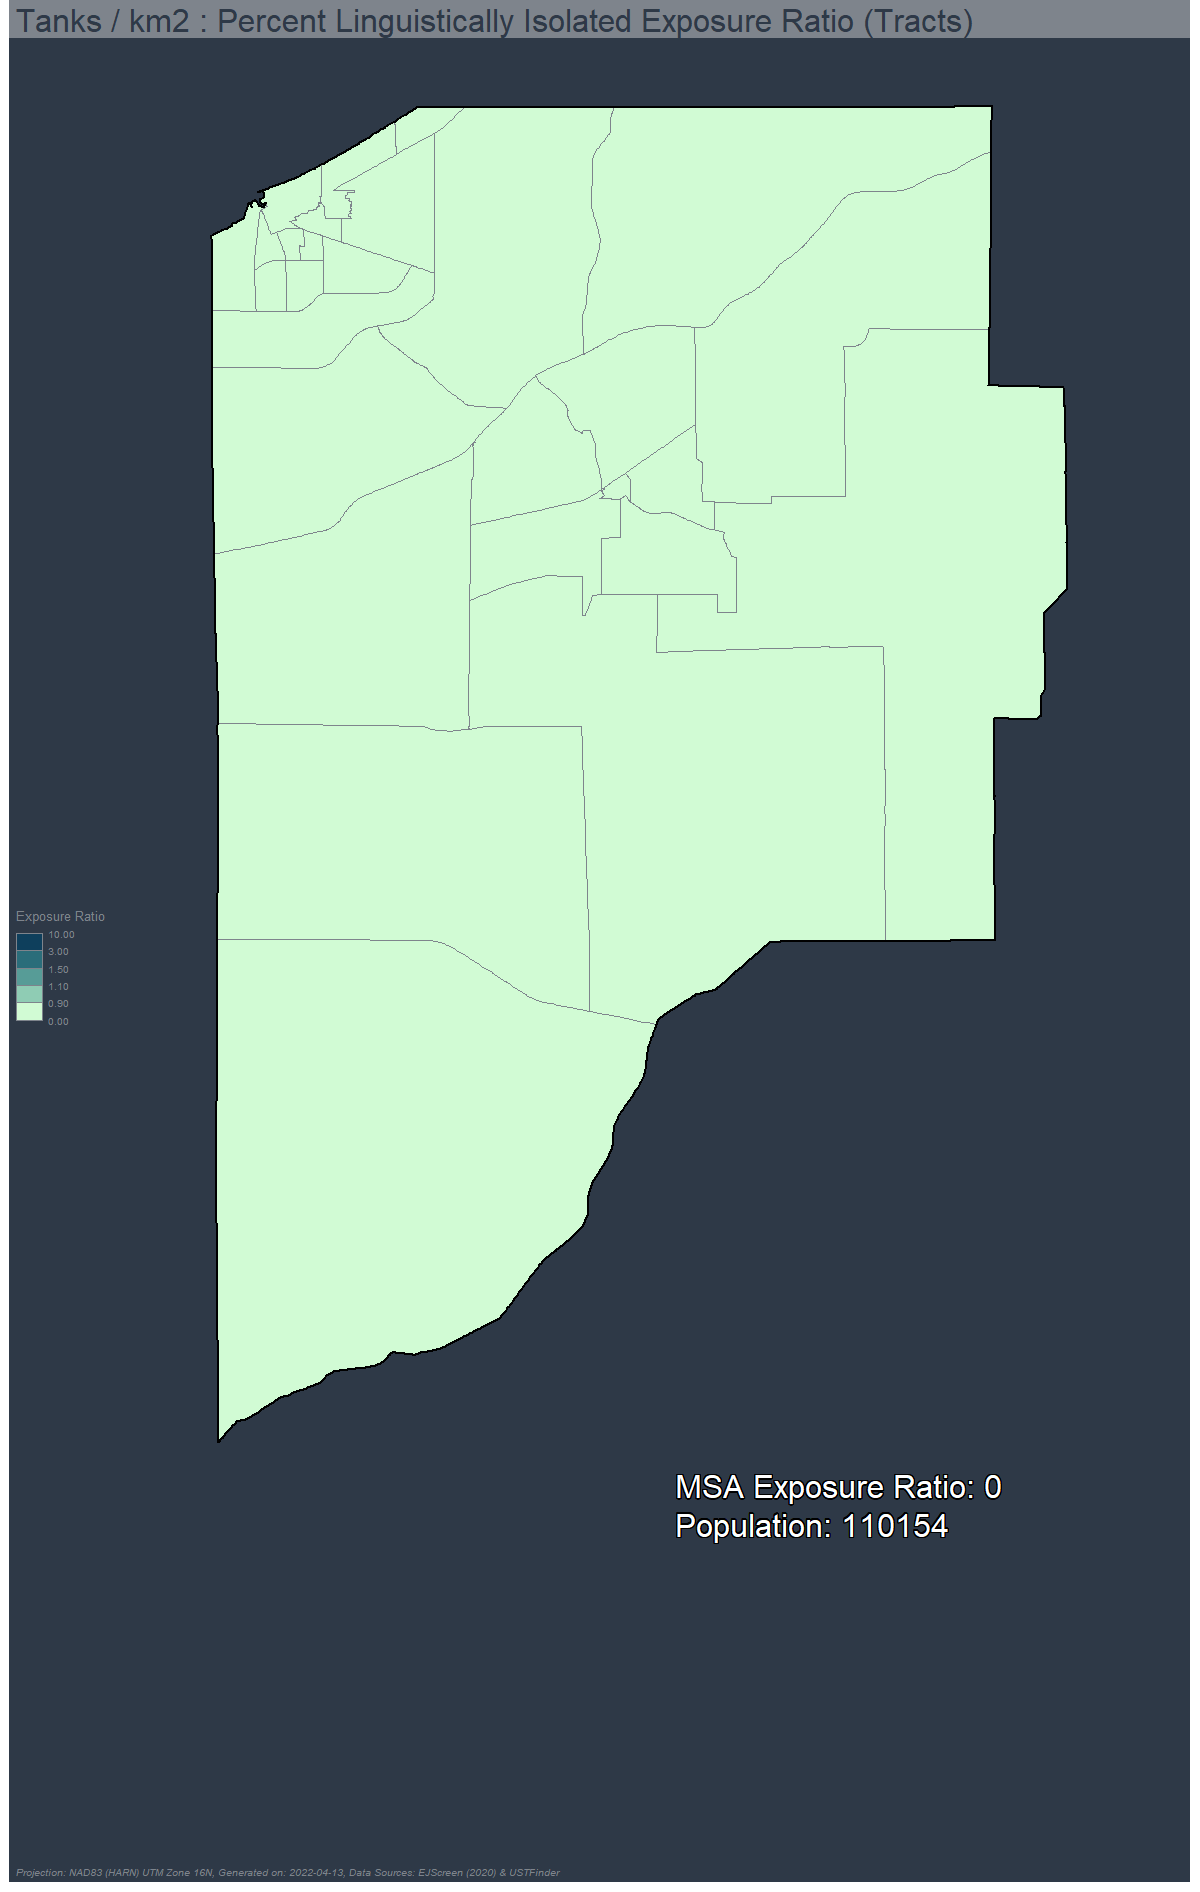 Tanks / km2 : Percent Linguistically Isolated Exposure Ratio (Tracts)
Exposure Ratio
10.00
3.00
1.50
1.10
0.90
0.00
MSA Exposure Ratio: 0
Population: 110154
Projection: NAD83 (HARN) UTM Zone 16N, Generated on: 2022-04-13, Data Sources: EJScreen (2020) & USTFinder